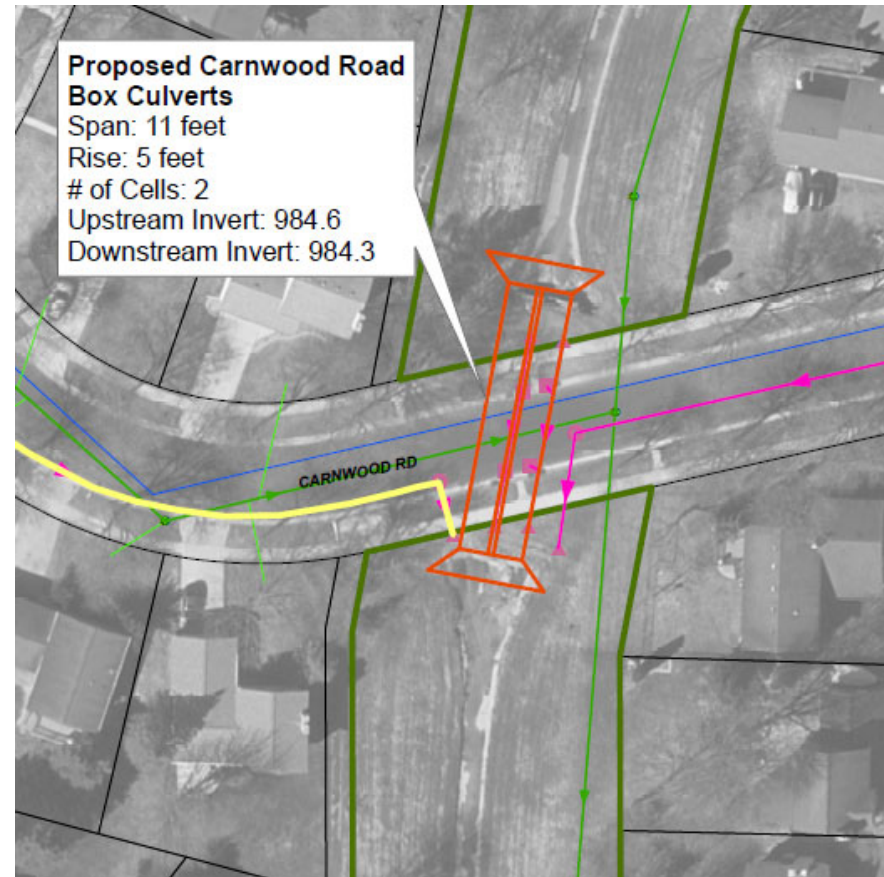 Proposed Carnwood Road
Box Culverts
Span: 11 feet
Rise: 5 feet
# of Cells: 2
Upstream Invert: 984.6
Downstream Invert: 984.3
CARNWOOD RD